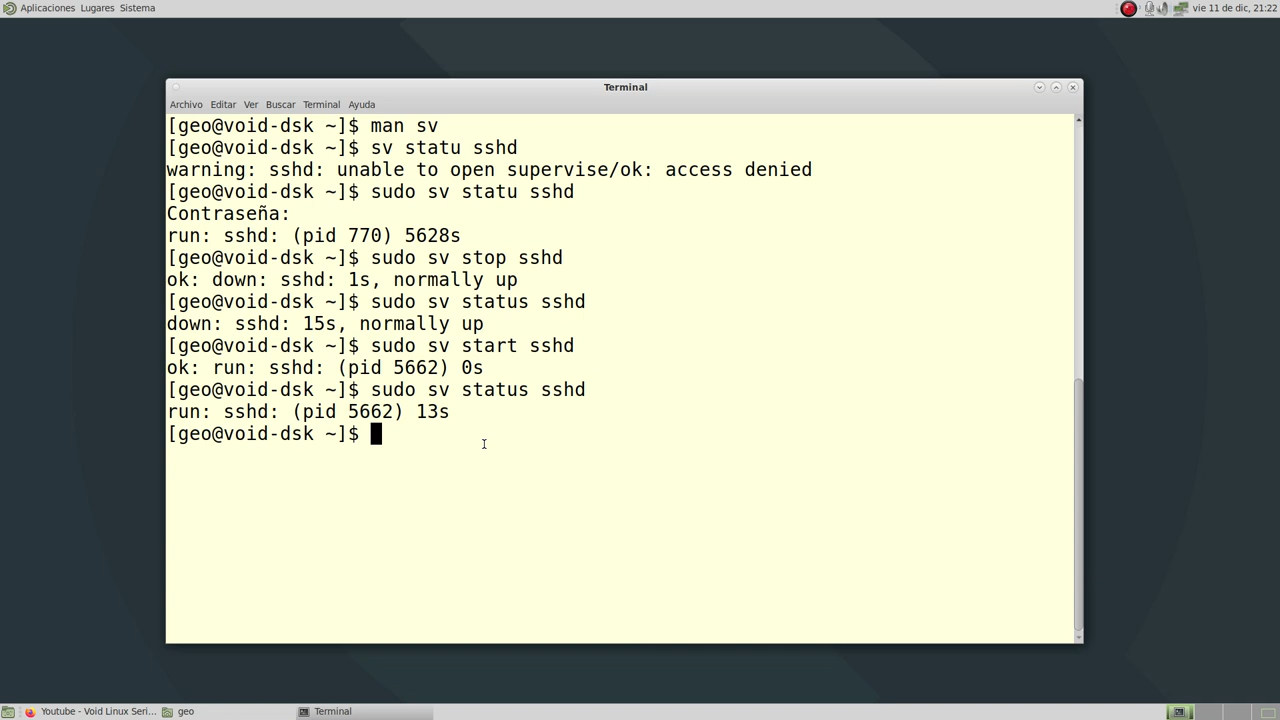 Aplicaciones Lugares Sistema
vie 11 de dic, 21:22
Terminal
Archivo Editar Ver Buscar Terminal Ayuda
[geo@void-dsk ~]$ man sv
[geo@void-dsk ~]$ sv statu sshd
warning: sshd: unable to open supervise/ok: access denied
[geo@void-dsk ~]$ sudo sv statu sshd
Contraseña:
run: sshd: (pid 770) 5628s
[geo@void-dsk ~]$ sudo sv stop sshd
ok: down: sshd: 1s, normally up
[geo@void-dsk ~]$ sudo sv status sshd
down: sshd: 15s, normally up
[geo@void-dsk ~]$ sudo sv start sshd
ok: run: sshd: (pid 5662) 0s
[geo@void-dsk ~]$ sudo sv status sshd
run: sshd: (pid 5662) 13s
[geo@void-dsk ~]$
Youtube - Void Linux Seri... geo Terminal